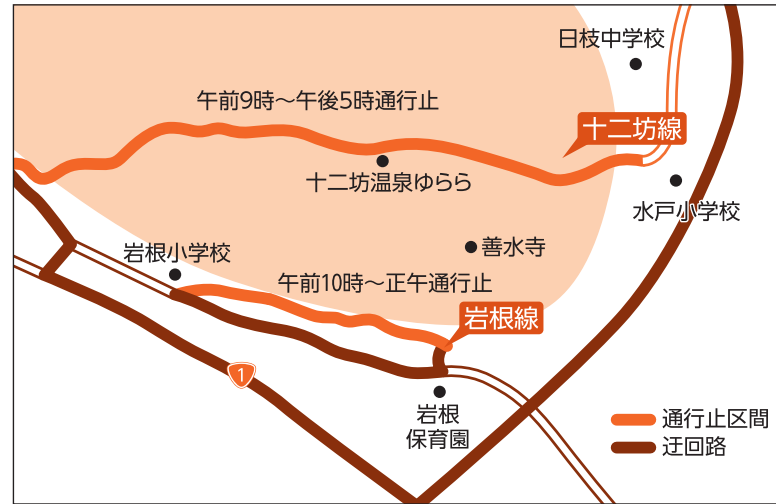 日枝中学校
午前9時～午後5時通行止
十二坊線
十二坊温泉ゆらら
水戸小学校
岩根小学校
善水寺
午前10時～正午通行止
岩根線
1
岩根
保育園
通行止区間
迂回路